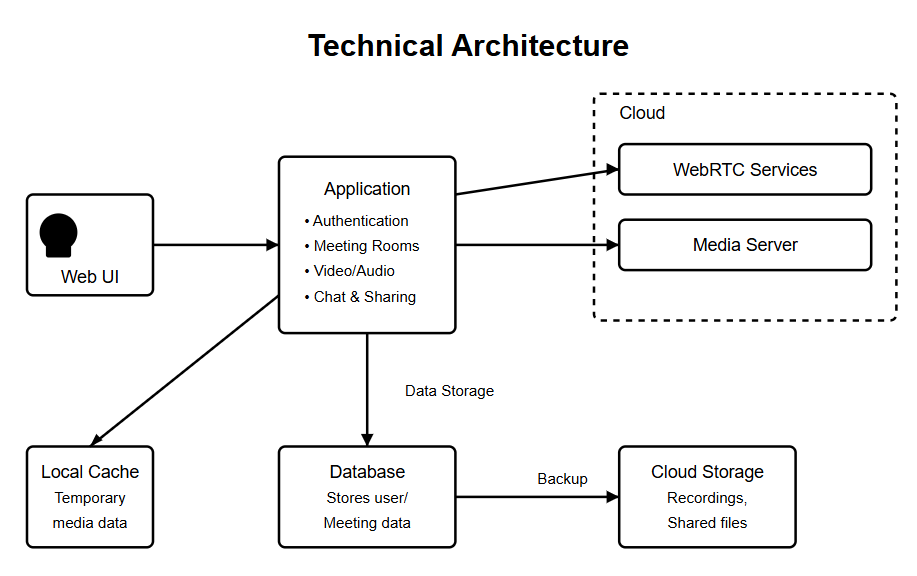 Technical Architecture
Cloud
WebRTC Services
Media Server
Application
• Authentication
• Meeting Rooms
• Video/Audio
• Chat & Sharing
Web UI
Data Storage
Local Cache
Temporary
media data
Database
Stores user/
Meeting data
Backup
Cloud Storage
Recordings,
Shared files